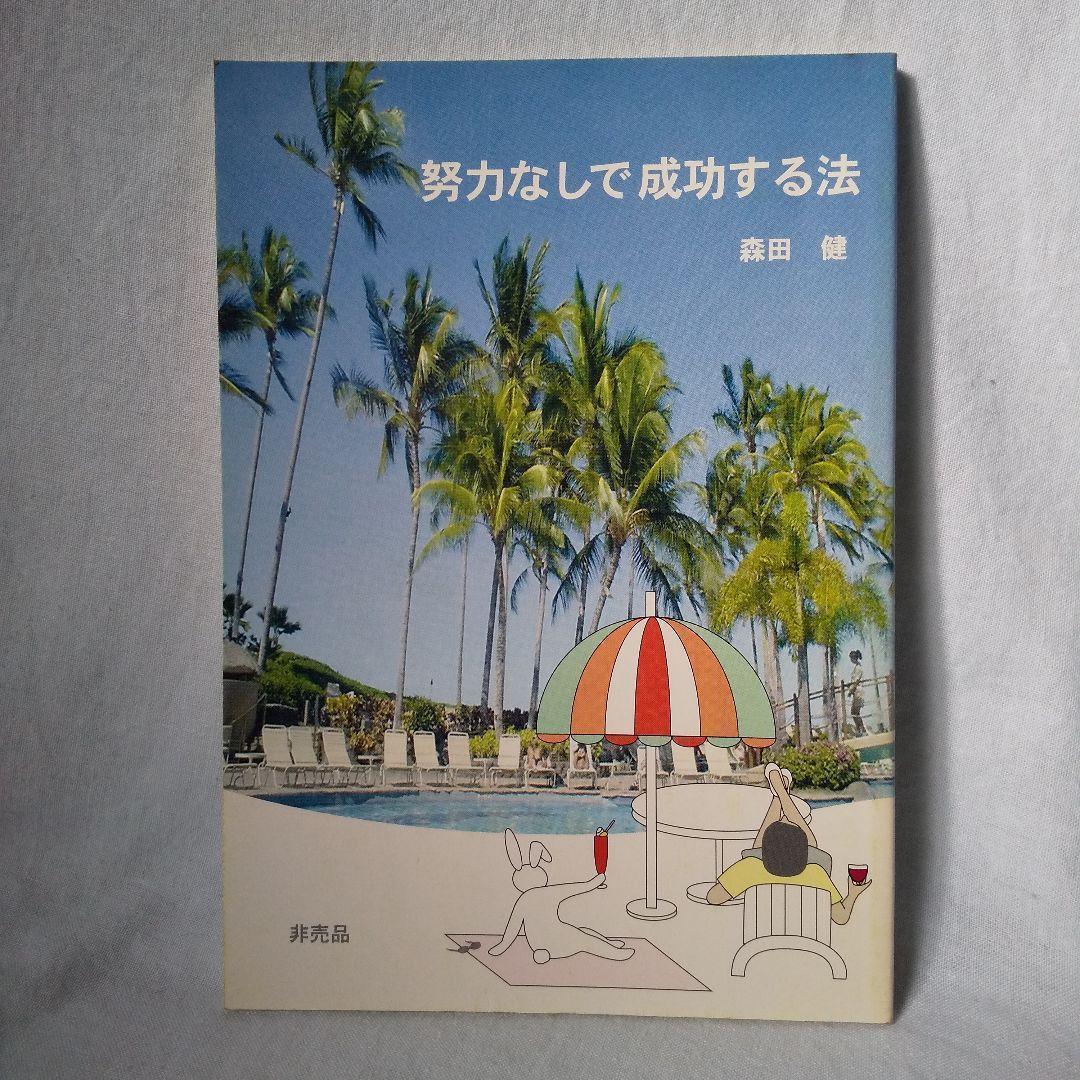 努力なしで成功する法
森田 健
非売品